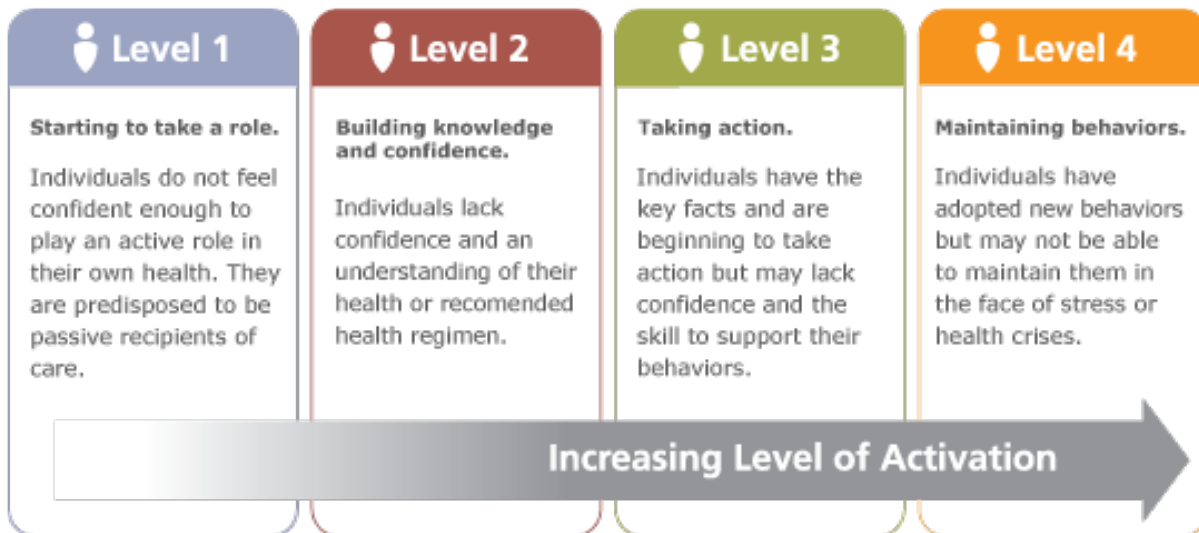 Level 1
Starting to take a role.
Individuals do not feel
confident enough to
play an active role in
their own health. They
are predisposed to be
passive recipients of
care.
Level 2
Building knowledge
and confidence.
Individuals lack
confidence and an
understanding of their
health or recomended
health regimen.
Level 3
Taking action.
Individuals have the
key facts and are
beginning to take
action but may lack
confidence and the
skill to support their
behaviors.
Level 4
Maintaining behaviors.
Individuals have
adopted new behaviors
but may not be able
to maintain them in
the face of stress or
health crises.
Increasing Level of Activation